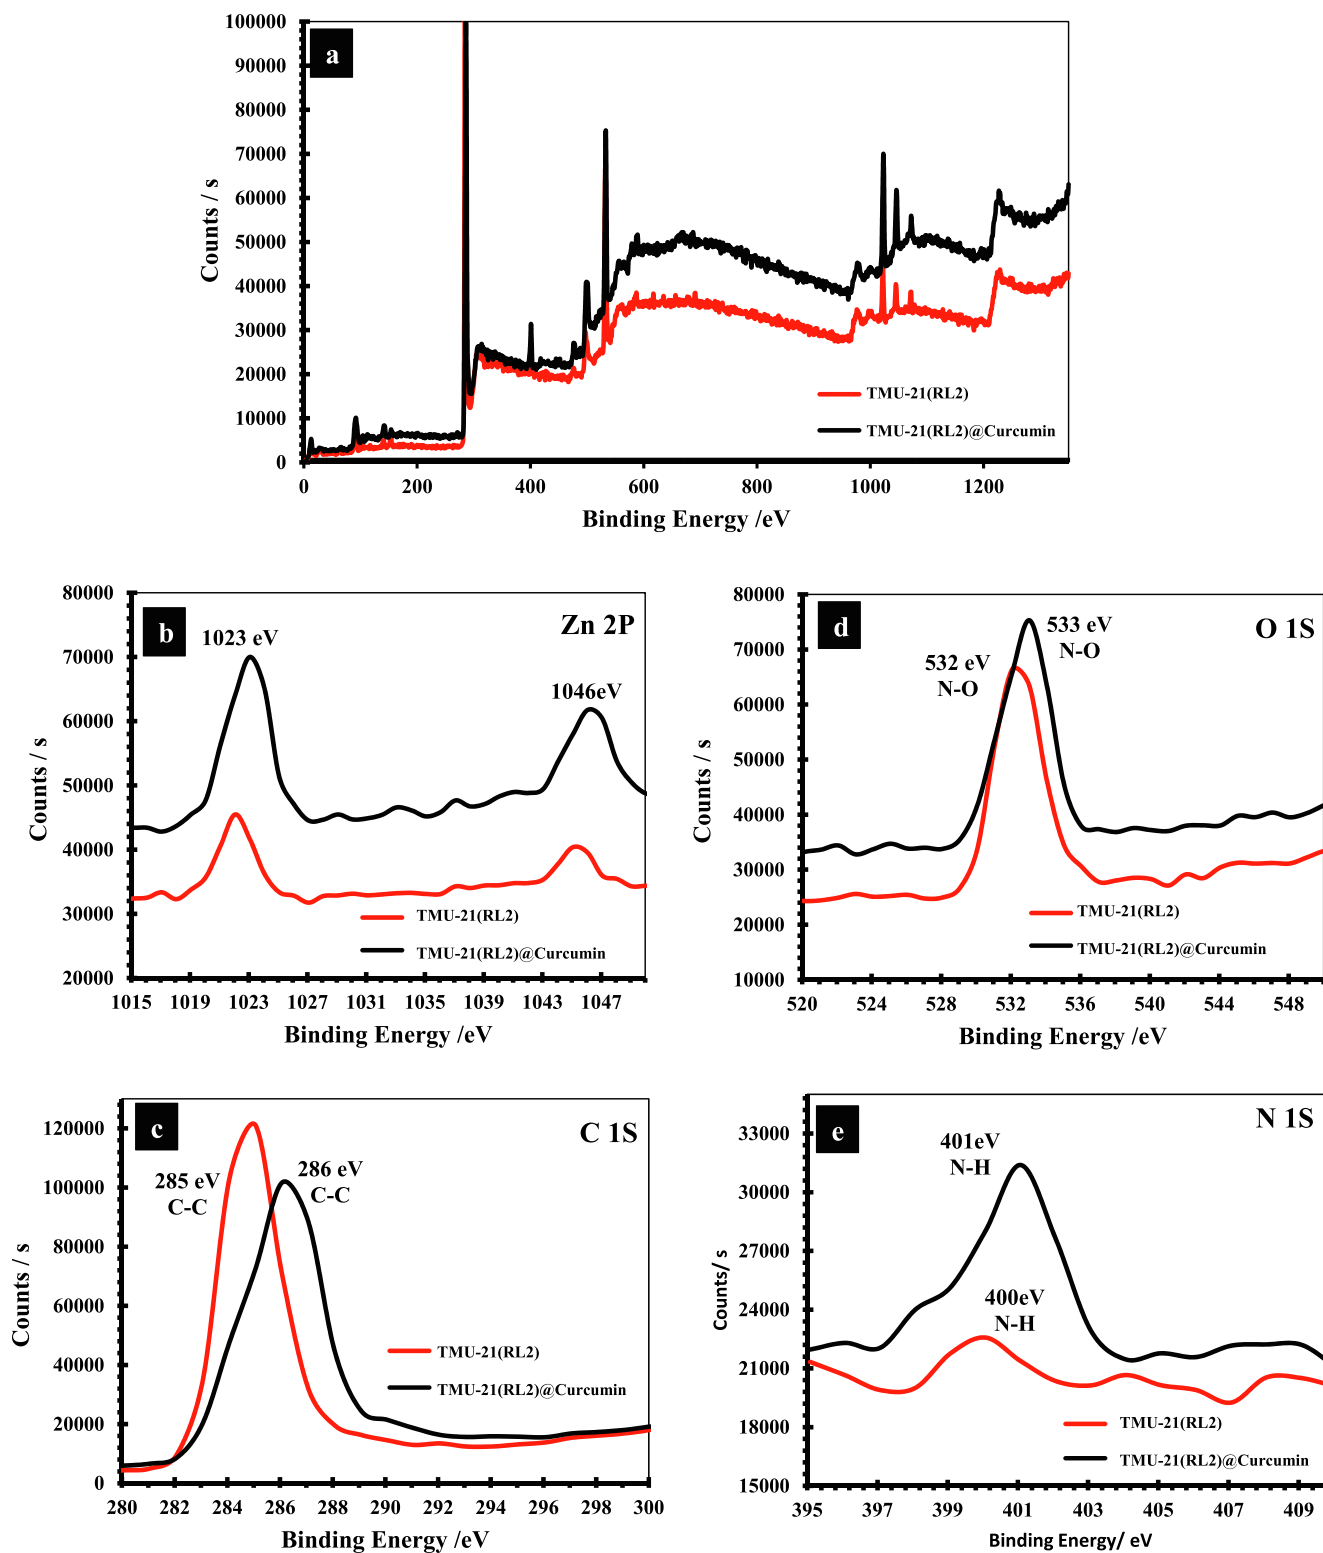 a
100000
90000
80000
70000
60000
50000
40000
30000
20000
10000
0
Counts / s
TMU-21(RL2)
TMU-21(RL2)@Curcumin
0 200 400 600 800 1000 1200
Binding Energy /eV
b
Zn 2P
1023 eV
1046eV
80000
70000
60000
50000
40000
30000
20000
Counts / s
TMU-21(RL2)
TMU-21(RL2)@Curcumin
1015 1019 1023 1027 1031 1035 1039 1043 1047
Binding Energy /eV
d
O 1S
533 eV
N-O
532 eV
N-O
80000
70000
60000
50000
40000
30000
20000
10000
Counts / s
TMU-21(RL2)
TMU-21(RL2)@Curcumin
520 524 528 532 536 540 544 548
Binding Energy /eV
c
C 1S
285 eV
C-C
286 eV
C-C
120000
100000
80000
60000
40000
20000
0
Counts / s
TMU-21(RL2)
TMU-21(RL2)@Curcumin
280 282 284 286 288 290 292 294 296 298 300
Binding Energy /eV
e
N 1S
401eV
N-H
400eV
N-H
33000
30000
27000
24000
21000
18000
15000
Counts/ s
TMU-21(RL2)
TMU-21(RL2)@Curcumin
395 397 399 401 403 405 407 409
Binding Energy/ eV